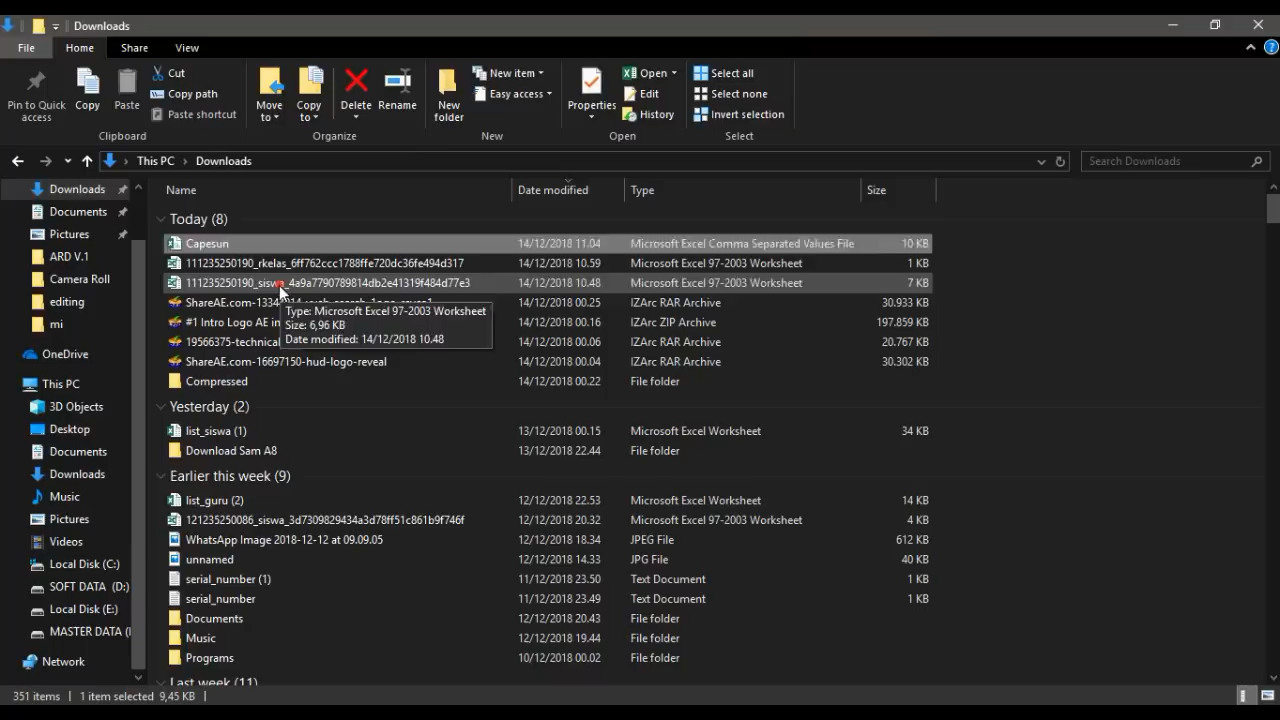 Downloads
File Home Share View
Pin to Quick access
Copy
Paste
Cut
Copy path
Paste shortcut
Clipboard
Move to
Copy to
Delete
Rename
Organize
New folder
New item
Easy access
New
Properties
Open
Edit
History
Open
Select all
Select none
Invert selection
Select
This PC › Downloads
Search Downloads
Downloads
Documents
Pictures
ARD V.1
Camera Roll
editing
mi
OneDrive
This PC
3D Objects
Desktop
Documents
Downloads
Music
Pictures
Videos
Local Disk (C:)
SOFT DATA (D:)
Local Disk (E:)
MASTER DATA (
Network
Name Date modified Type Size
Today (8)
Capesun 14/12/2018 11.04 Microsoft Excel Comma Separated Values File 10 KB
111235250190_rkelas_6ff762ccc1788ffe720dc36fe494d317 14/12/2018 10.59 Microsoft Excel 97-2003 Worksheet 1 KB
111235250190_siswa_4a9a7790789814db2e41319f484d77e3 14/12/2018 10.48 Microsoft Excel 97-2003 Worksheet 7 KB
14/12/2018 00.25 IZArc RAR Archive 30.933 KB
#1 Intro Logo AE in 14/12/2018 00.16 IZArc ZIP Archive 197.859 KB
19566375-technical 14/12/2018 00.06 IZArc RAR Archive 20.767 KB
ShareAE.com-16697150-hud-logo-reveal 14/12/2018 00.04 IZArc RAR Archive 30.302 KB
Compressed 14/12/2018 00.22 File folder
Type: Microsoft Excel 97-2003 Worksheet
Size: 6,96 KB
Date modified: 14/12/2018 10.48
Yesterday (2)
list_siswa (1) 13/12/2018 00.15 Microsoft Excel Worksheet 34 KB
Download Sam A8 13/12/2018 22.44 File folder
Earlier this week (9)
list_guru (2) 12/12/2018 22.53 Microsoft Excel Worksheet 14 KB
121235250086_siswa_3d7309829434a3d78ff51c861b9f746f 12/12/2018 20.32 Microsoft Excel 97-2003 Worksheet 4 KB
WhatsApp Image 2018-12-12 at 09.09.05 12/12/2018 18.34 JPEG File 612 KB
unnamed 12/12/2018 14.33 JPG File 40 KB
serial_number (1) 11/12/2018 23.50 Text Document 1 KB
serial_number 11/12/2018 23.49 Text Document 1 KB
Documents 12/12/2018 20.43 File folder
Music 12/12/2018 19.44 File folder
Programs 10/12/2018 00.02 File folder
Last week (11)
351 items 1 item selected 9,45 KB